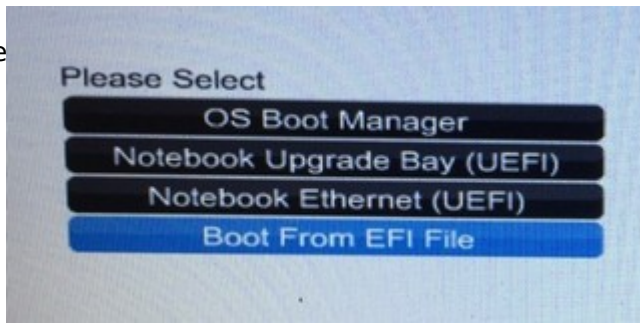 e
Please Select
OS Boot Manager
Notebook Upgrade Bay (UEFI)
Notebook Ethernet (UEFI)
Boot From EFI File